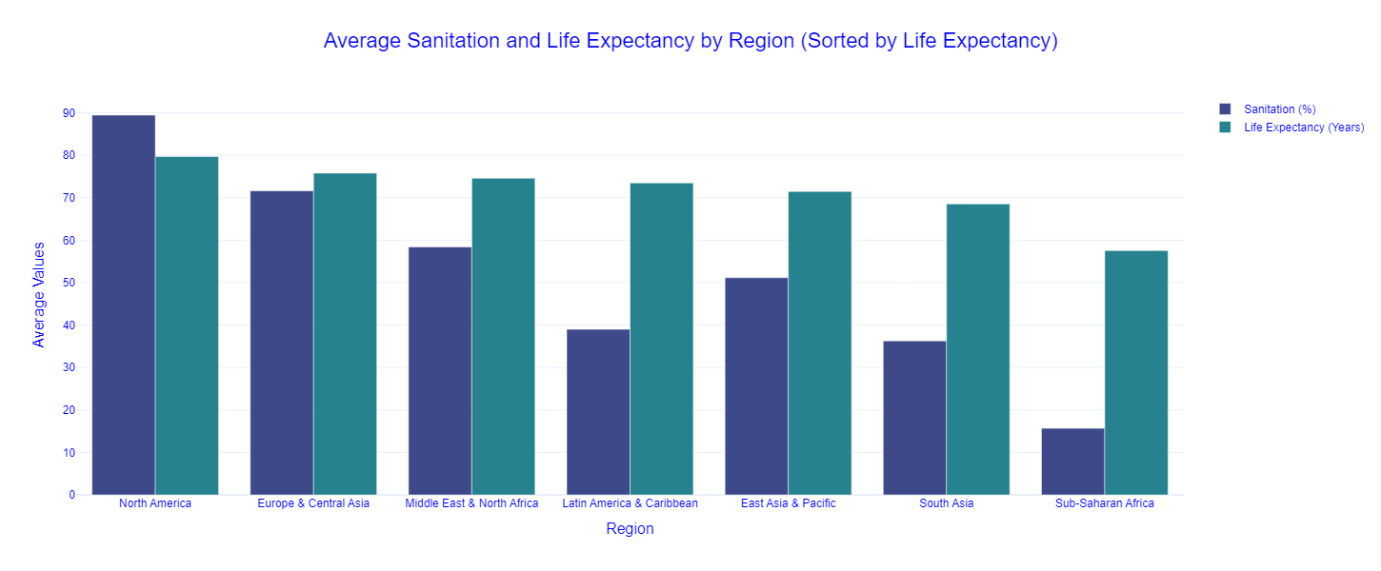 Average Sanitation and Life Expectancy by Region (Sorted by Life Expectancy)
Sanitation (%)
Life Expectancy (Years)
Average Values
90
80
70
60
50
40
30
20
10
0
North America
Europe & Central Asia
Middle East & North Africa
Latin America & Caribbean
East Asia & Pacific
South Asia
Sub-Saharan Africa
Region